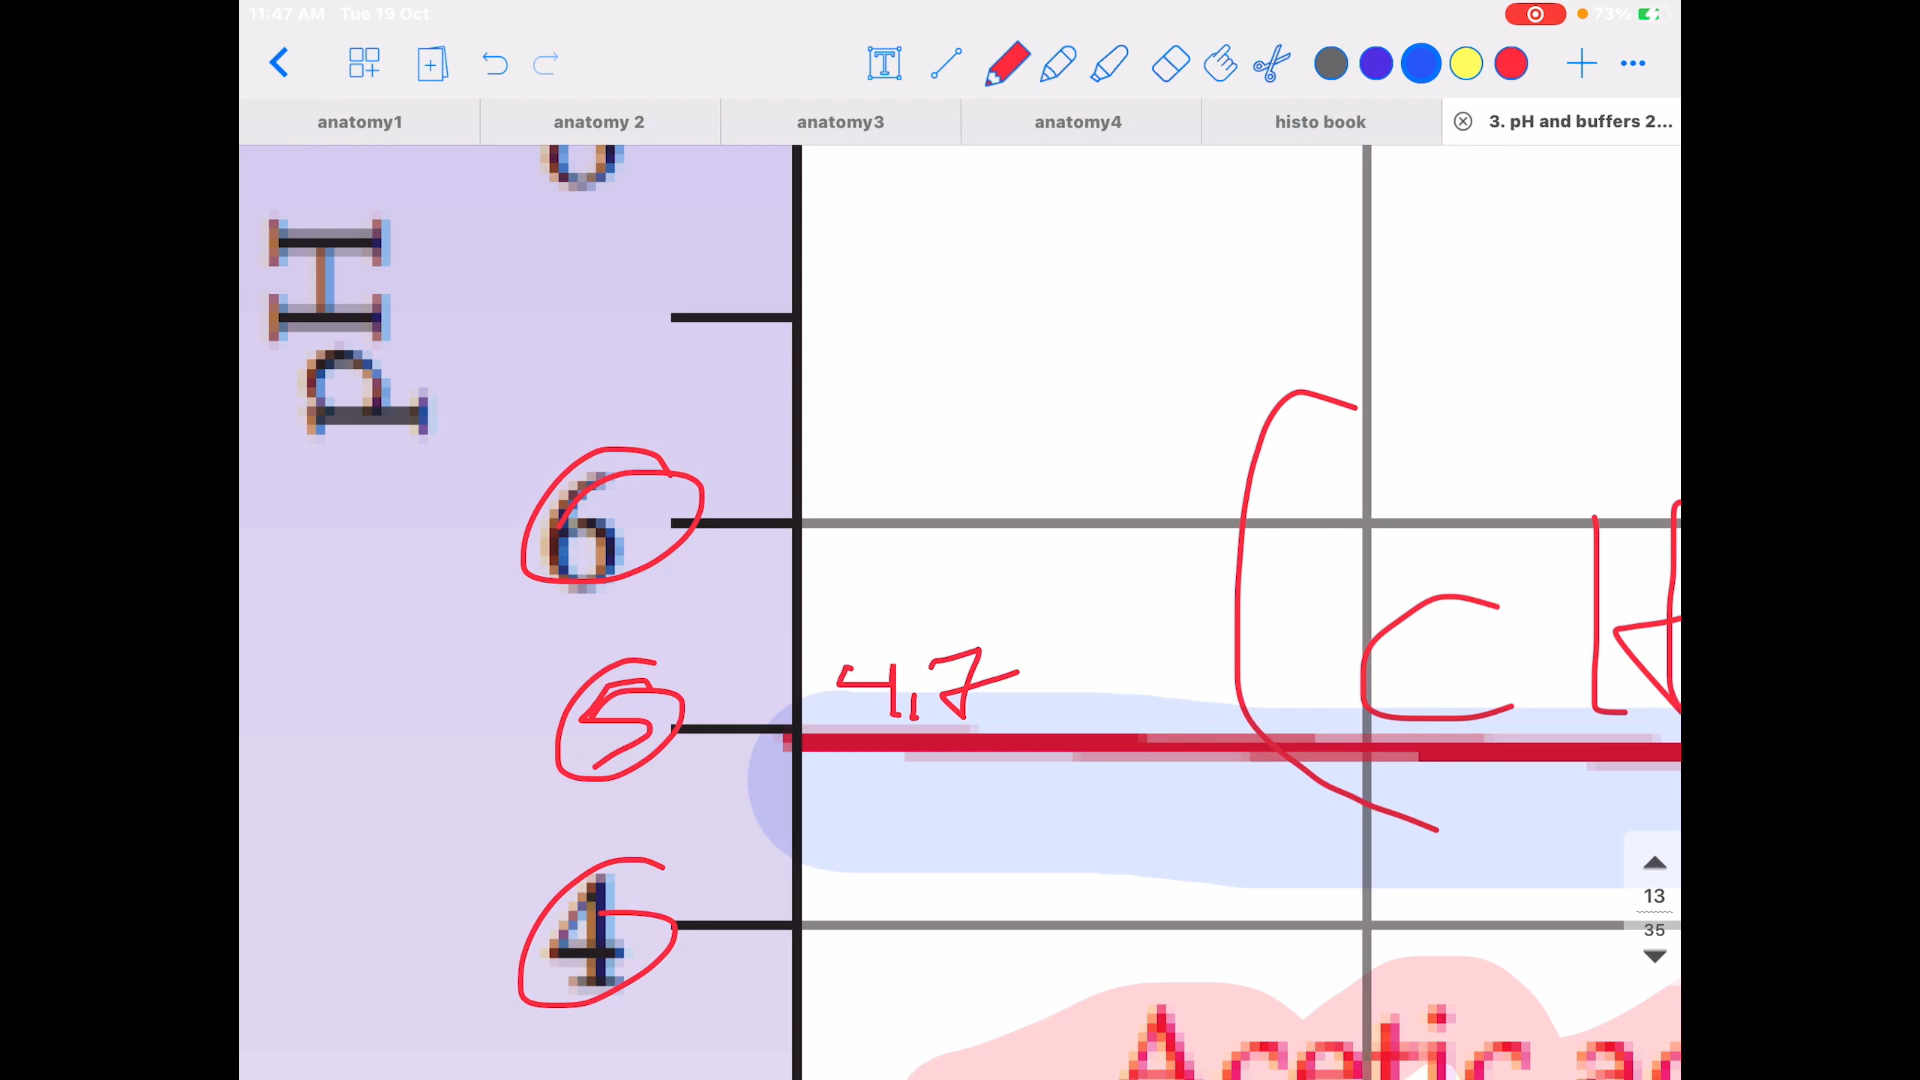 11:47 AM Tue 19 Oct
73%
T
anatomy1 anatomy 2 anatomy3 anatomy4 histo book 3. pH and buffers 2...
pH
6
5
4,7
4
13
35
Acetic